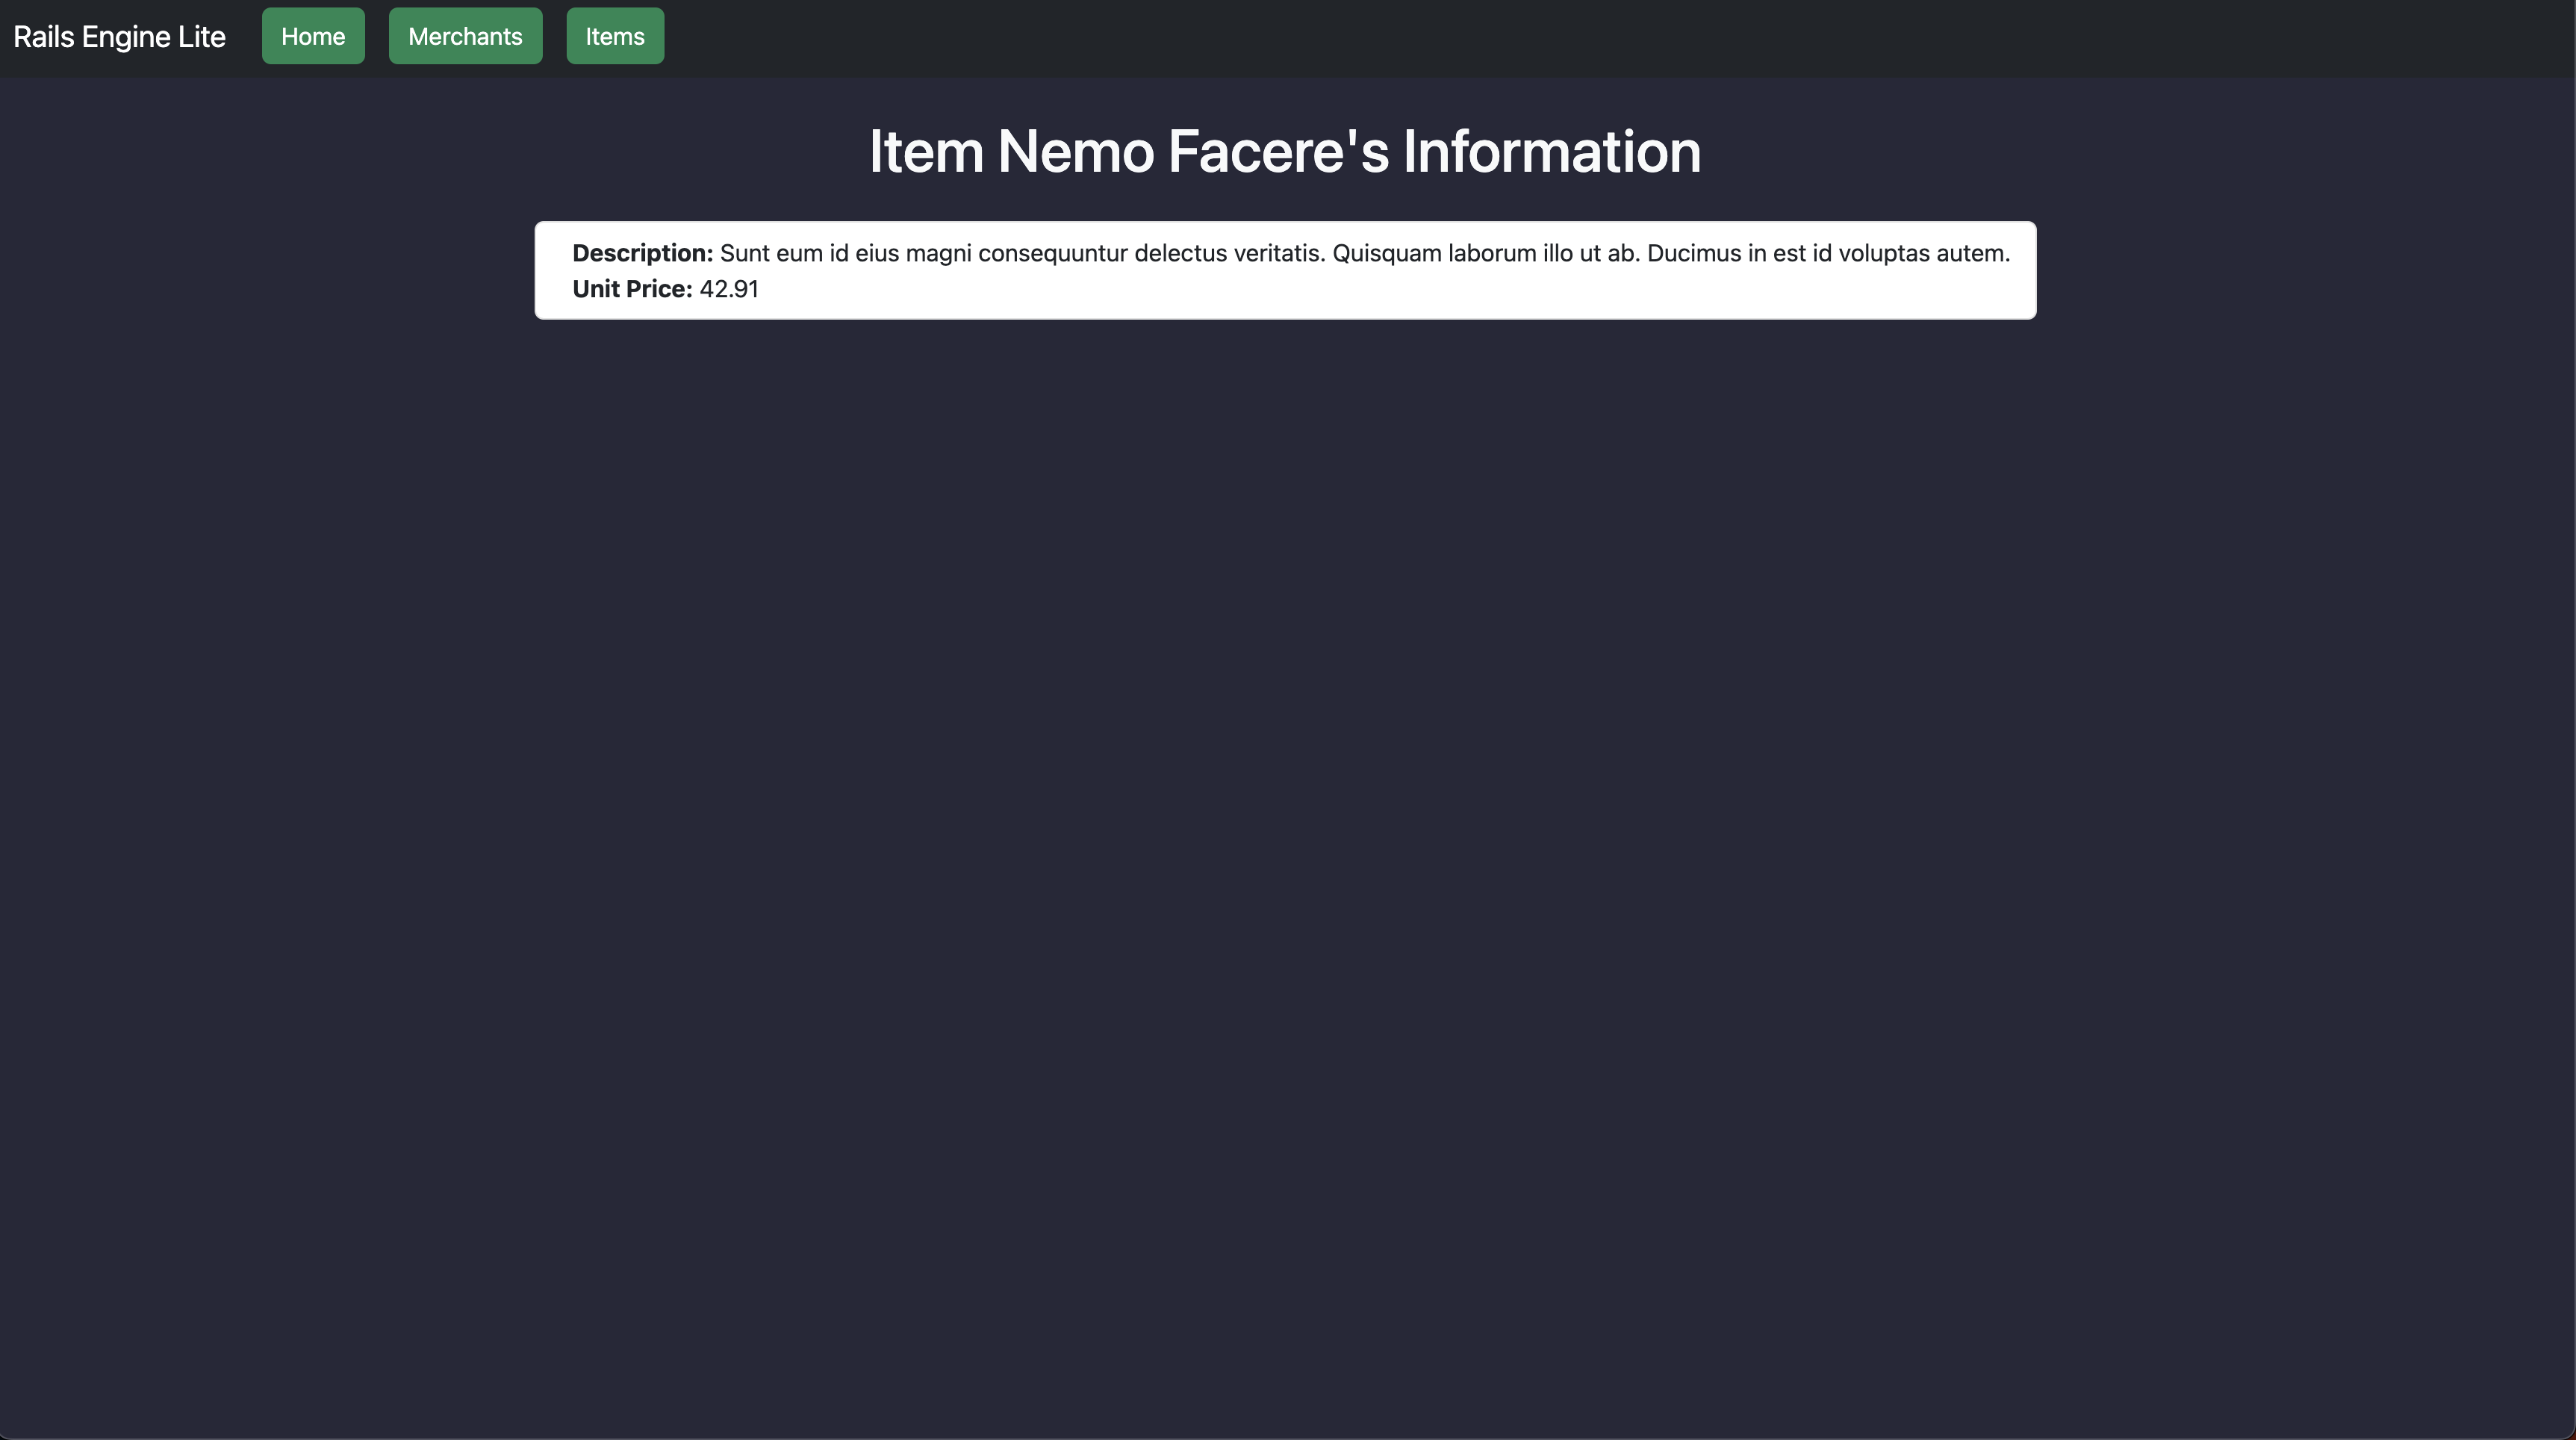 Rails Engine Lite Home Merchants Items
Item Nemo Facere's Information
Description: Sunt eum id eius magni consequuntur delectus veritatis. Quisquam laborum illo ut ab. Ducimus in est id voluptas autem.
Unit Price: 42.91